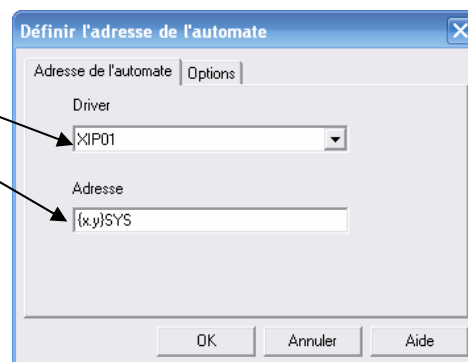 Définir l'adresse de l'automate
Adresse de l'automate Options
Driver
XIP01
Adresse
{x.y}SYS
OK Annuler Aide